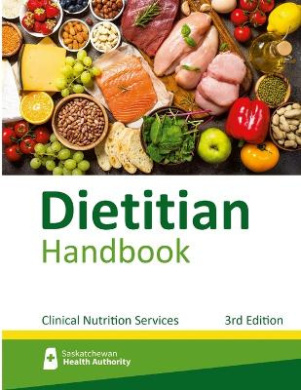 Dietitian
Handbook
Clinical Nutrition Services 3rd Edition
Saskatchewan
Health Authority